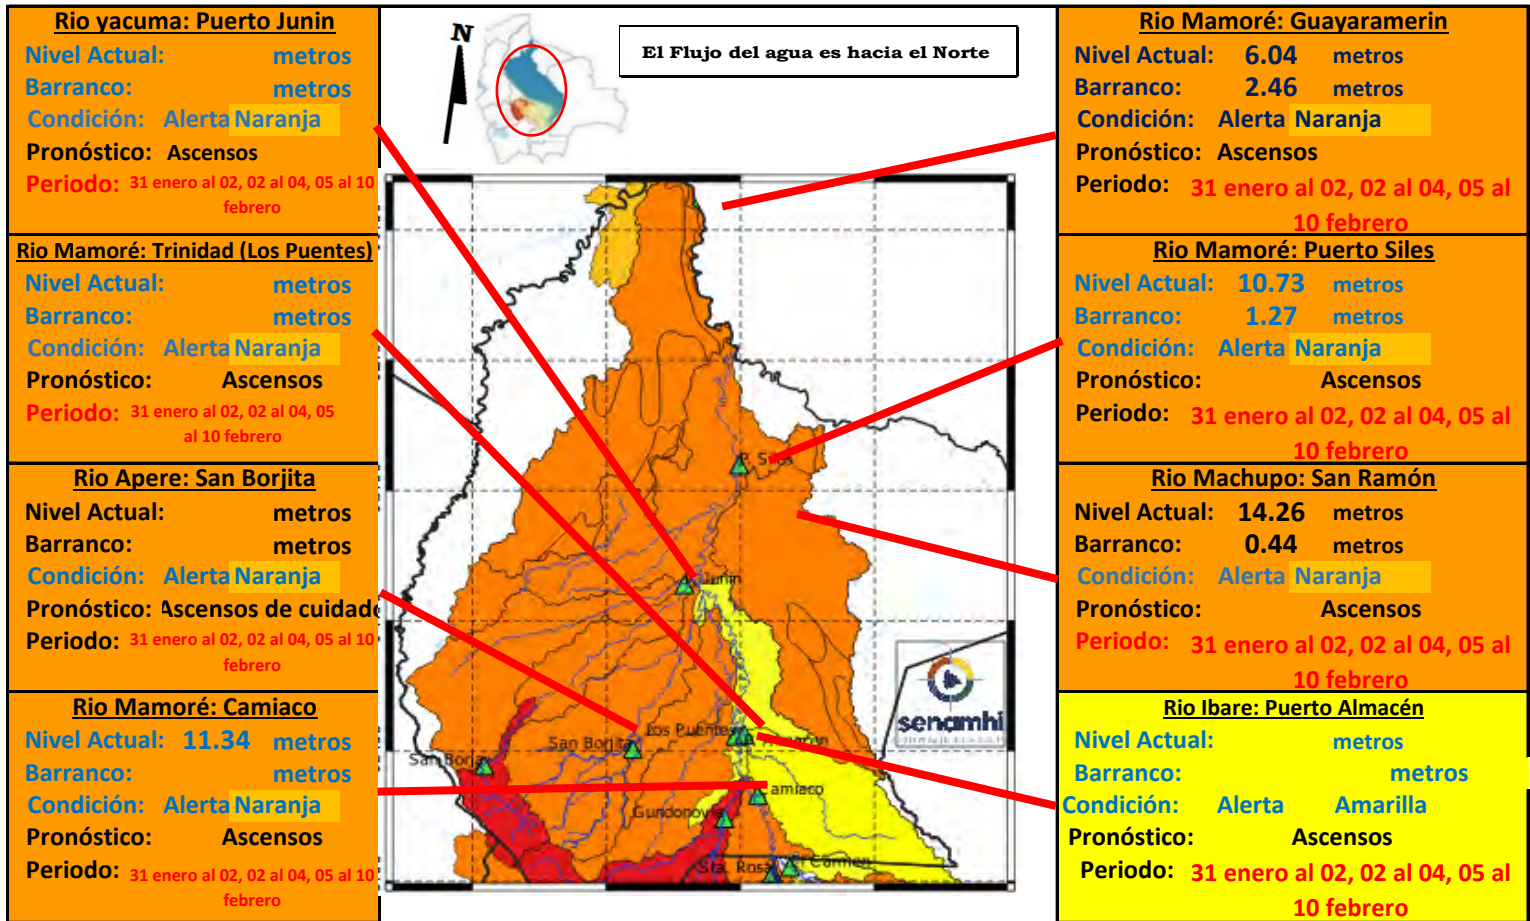 Rio yacuma: Puerto Junin
Nivel Actual: metros
Barranco: metros
Condición: Alerta Naranja
Pronóstico: Ascensos
Periodo: 31 enero al 02, 02 al 04, 05 al 10
febrero
Rio Mamoré: Trinidad (Los Puentes)
Nivel Actual: metros
Barranco: metros
Condición: Alerta Naranja
Pronóstico: Ascensos
Periodo: 31 enero al 02, 02 al 04, 05
al 10 febrero
Rio Apere: San Borjita
Nivel Actual: metros
Barranco: metros
Condición: Alerta Naranja
Pronóstico: Ascensos de cuidado
Periodo: 31 enero al 02, 02 al 04, 05 al 10
febrero
Rio Mamoré: Camiaco
Nivel Actual: 11.34 metros
Barranco: metros
Condición: Alerta Naranja
Pronóstico: Ascensos
Periodo: 31 enero al 02, 02 al 04, 05 al 10
febrero
N
El Flujo del agua es hacia el Norte
P. Siles
Junin
Los Puentes
San Borjita
San Borja
Camiaco
Gundonovia
Sta. Rosa
El Carmen
senamhi
Rio Mamoré: Guayaramerin
Nivel Actual: 6.04 metros
Barranco: 2.46 metros
Condición: Alerta Naranja
Pronóstico: Ascensos
Periodo: 31 enero al 02, 02 al 04, 05 al
10 febrero
Rio Mamoré: Puerto Siles
Nivel Actual: 10.73 metros
Barranco: 1.27 metros
Condición: Alerta Naranja
Pronóstico: Ascensos
Periodo: 31 enero al 02, 02 al 04, 05 al
10 febrero
Rio Machupo: San Ramón
Nivel Actual: 14.26 metros
Barranco: 0.44 metros
Condición: Alerta Naranja
Pronóstico: Ascensos
Periodo: 31 enero al 02, 02 al 04, 05 al
10 febrero
Rio Ibare: Puerto Almacén
Nivel Actual: metros
Barranco: metros
Condición: Alerta Amarilla
Pronóstico: Ascensos
Periodo: 31 enero al 02, 02 al 04, 05 al
10 febrero